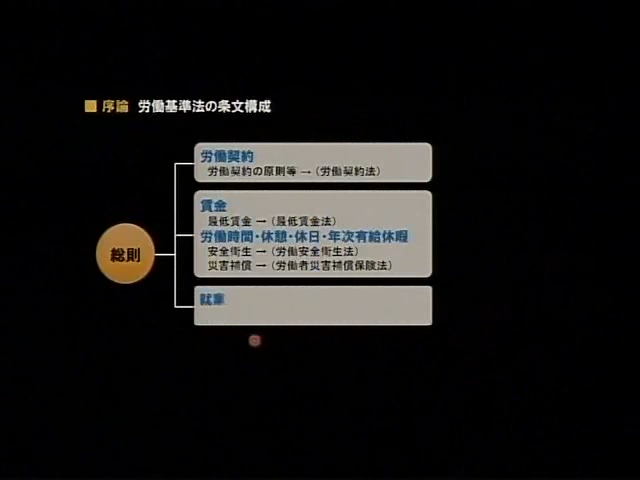 ■ 序論 労働基準法の条文構成
労働契約
労働契約の原則等 → (労働契約法)
賃金
最低賃金 → (最低賃金法)
労働時間・休憩・休日・年次有給休暇
安全衛生 → (労働安全衛生法)
災害補償 → (労働者災害補償保険法)
総則
就業